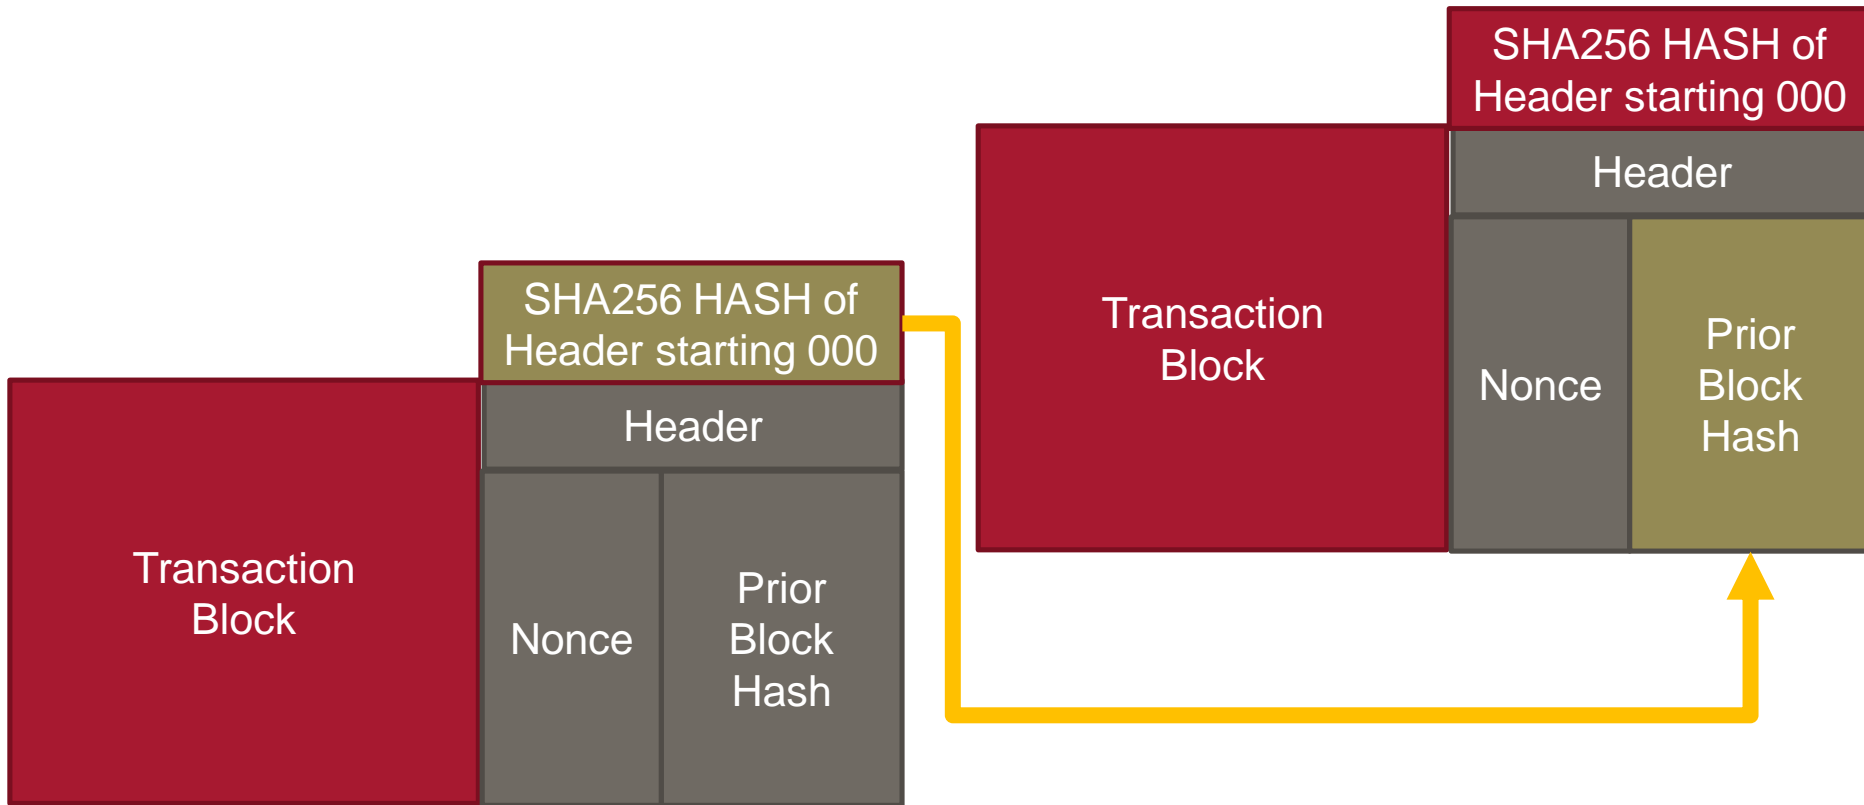 SHA256 HASH of
Header starting 000
Header
Transaction
Block
Nonce
Prior
Block
Hash
SHA256 HASH of
Header starting 000
Header
Transaction
Block
Nonce
Prior
Block
Hash